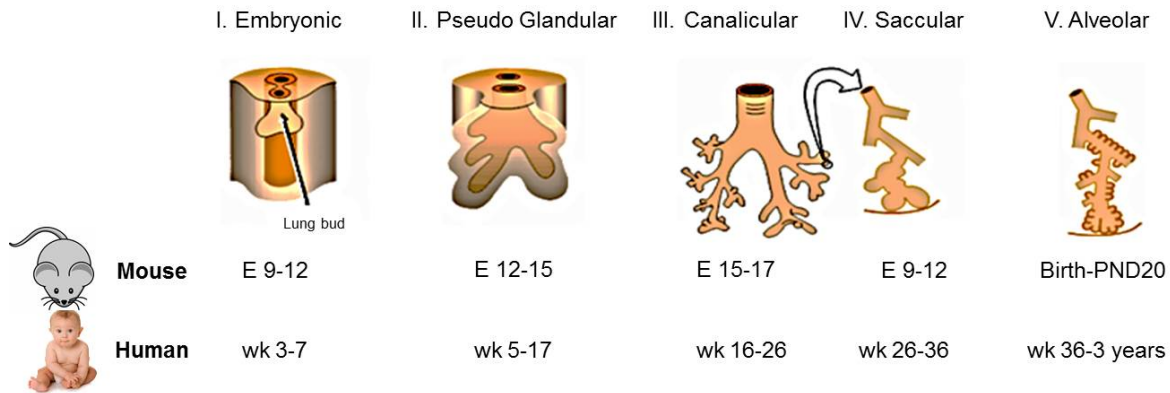 I. Embryonic II. Pseudo Glandular III. Canalicular IV. Saccular V. Alveolar
Lung bud
Mouse E 9-12 E 12-15 E 15-17 E 9-12 Birth-PND20
Human wk 3-7 wk 5-17 wk 16-26 wk 26-36 wk 36-3 years